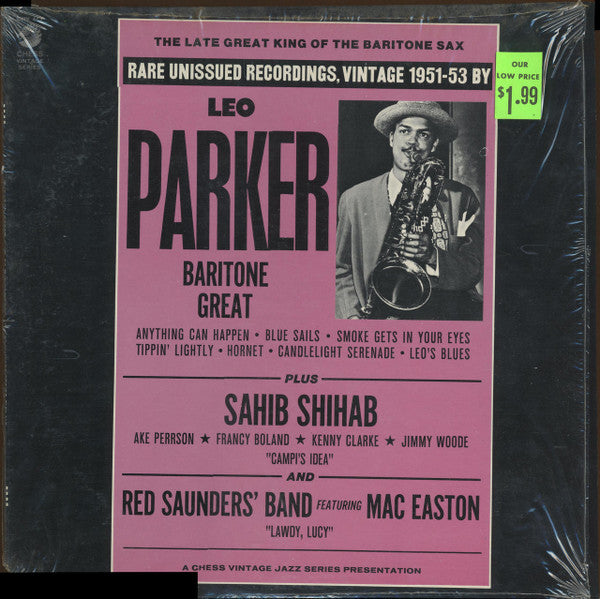 CHESS
VINTAGE
SERIES
THE LATE GREAT KING OF THE BARITONE SAX
RARE UNISSUED RECORDINGS, VINTAGE 1951-53 BY
OUR
LOW PRICE
$1.99
LEO
PARKER
BARITONE
GREAT
ANYTHING CAN HAPPEN • BLUE SAILS • SMOKE GETS IN YOUR EYES
TIPPIN' LIGHTLY • HORNET • CANDLELIGHT SERENADE • LEO'S BLUES
PLUS
SAHIB SHIHAB
AKE PERRSON ★ FRANCY BOLAND ★ KENNY CLARKE ★ JIMMY WOODE
"CAMPI'S IDEA"
AND
RED SAUNDERS' BAND FEATURING MAC EASTON
"LAWDY, LUCY"
A CHESS VINTAGE JAZZ SERIES PRESENTATION